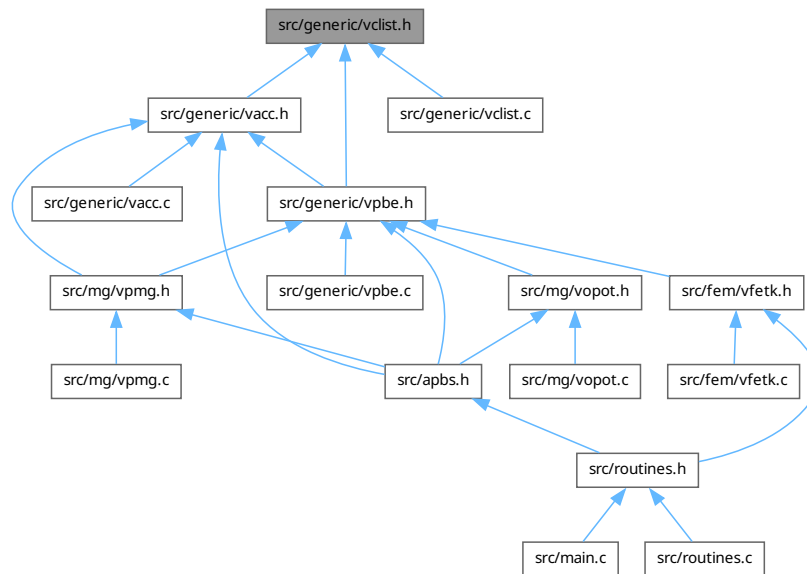 src/generic/vclist.h
src/generic/vacc.h
src/generic/vclist.c
src/generic/vacc.c
src/generic/vpbe.h
src/mg/vpmg.h
src/generic/vpbe.c
src/mg/vopot.h
src/fem/vfetk.h
src/mg/vpmg.c
src/apbs.h
src/mg/vopot.c
src/fem/vfetk.c
src/routines.h
src/main.c
src/routines.c